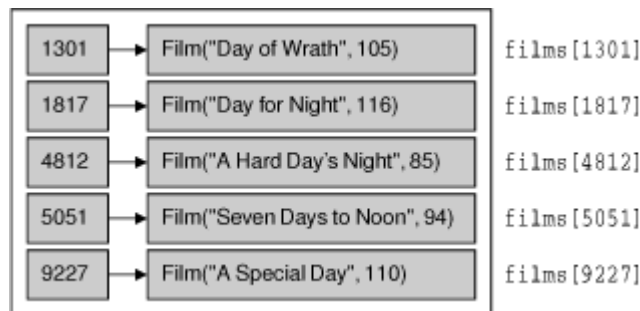 1301 Film("Day of Wrath", 105) films[1301]
1817 Film("Day for Night", 116) films[1817]
4812 Film("A Hard Day's Night", 85) films[4812]
5051 Film("Seven Days to Noon", 94) films[5051]
9227 Film("A Special Day", 110) films[9227]